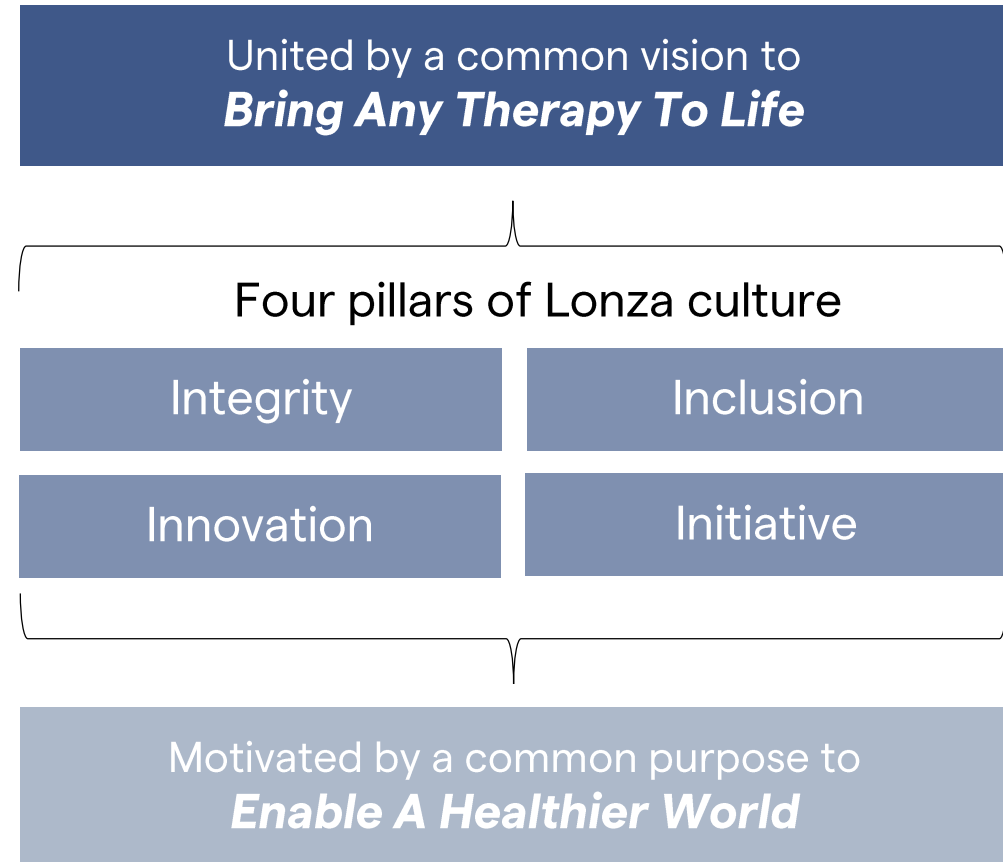 United by a common vision to
Bring Any Therapy To Life
Four pillars of Lonza culture
Integrity
Inclusion
Innovation
Initiative
Motivated by a common purpose to
Enable A Healthier World